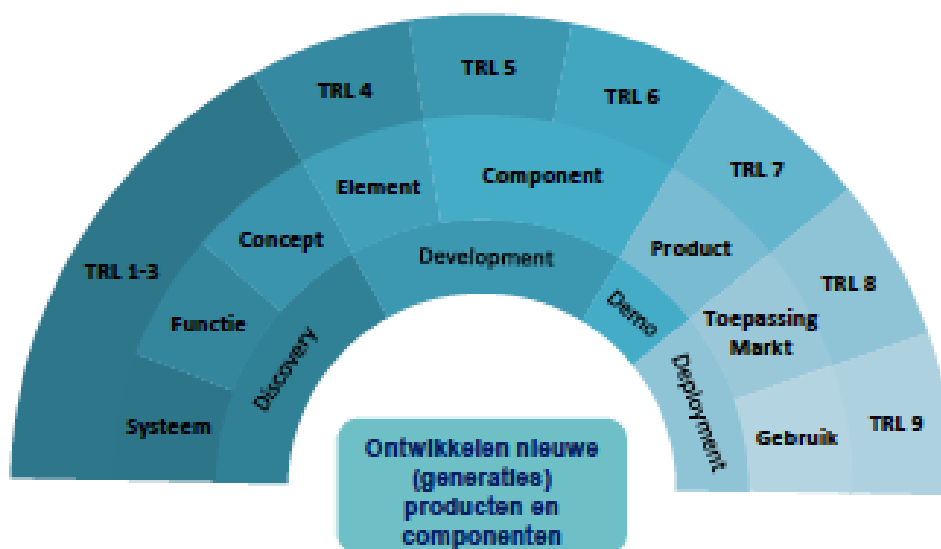 TRL 1-3
TRL 4
TRL 5
TRL 6
TRL 7
TRL 8
TRL 9
Systeem
Functie
Concept
Element
Component
Product
Toepassing
Markt
Gebruik
Discovery
Development
Demo
Deployment
Ontwikkelen nieuwe
(generaties)
producten en
componenten